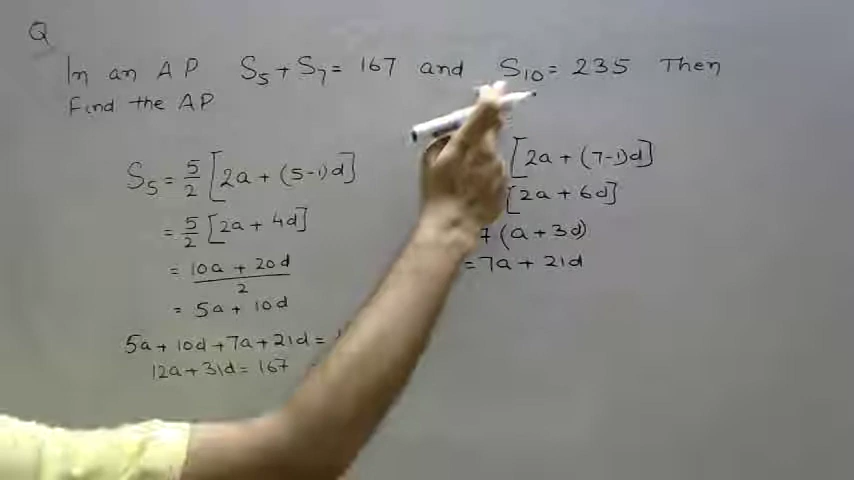 Q
In an AP S₅ + S₇ = 167 and S₁₀ = 235 Then
Find the AP
S₅ = 5/2 [2a + (5-1)d]
= 5/2 [2a + 4d]
= 10a + 20d / 2
= 5a + 10d
5a + 10d + 7a + 21d =
12a + 31d = 167
[2a + (7-1)d]
[2a + 6d]
7 (a + 3d)
= 7a + 21d